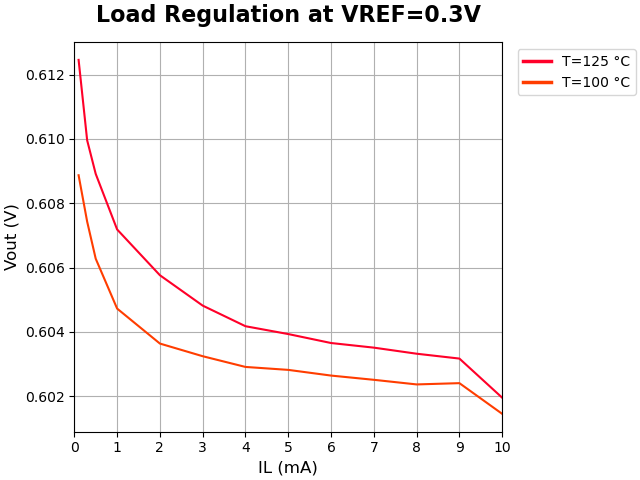 Load Regulation at VREF=0.3V
T=125 °C
T=100 °C
0.612
0.610
0.608
0.606
0.604
0.602
Vout (V)
0 1 2 3 4 5 6 7 8 9 10
IL (mA)